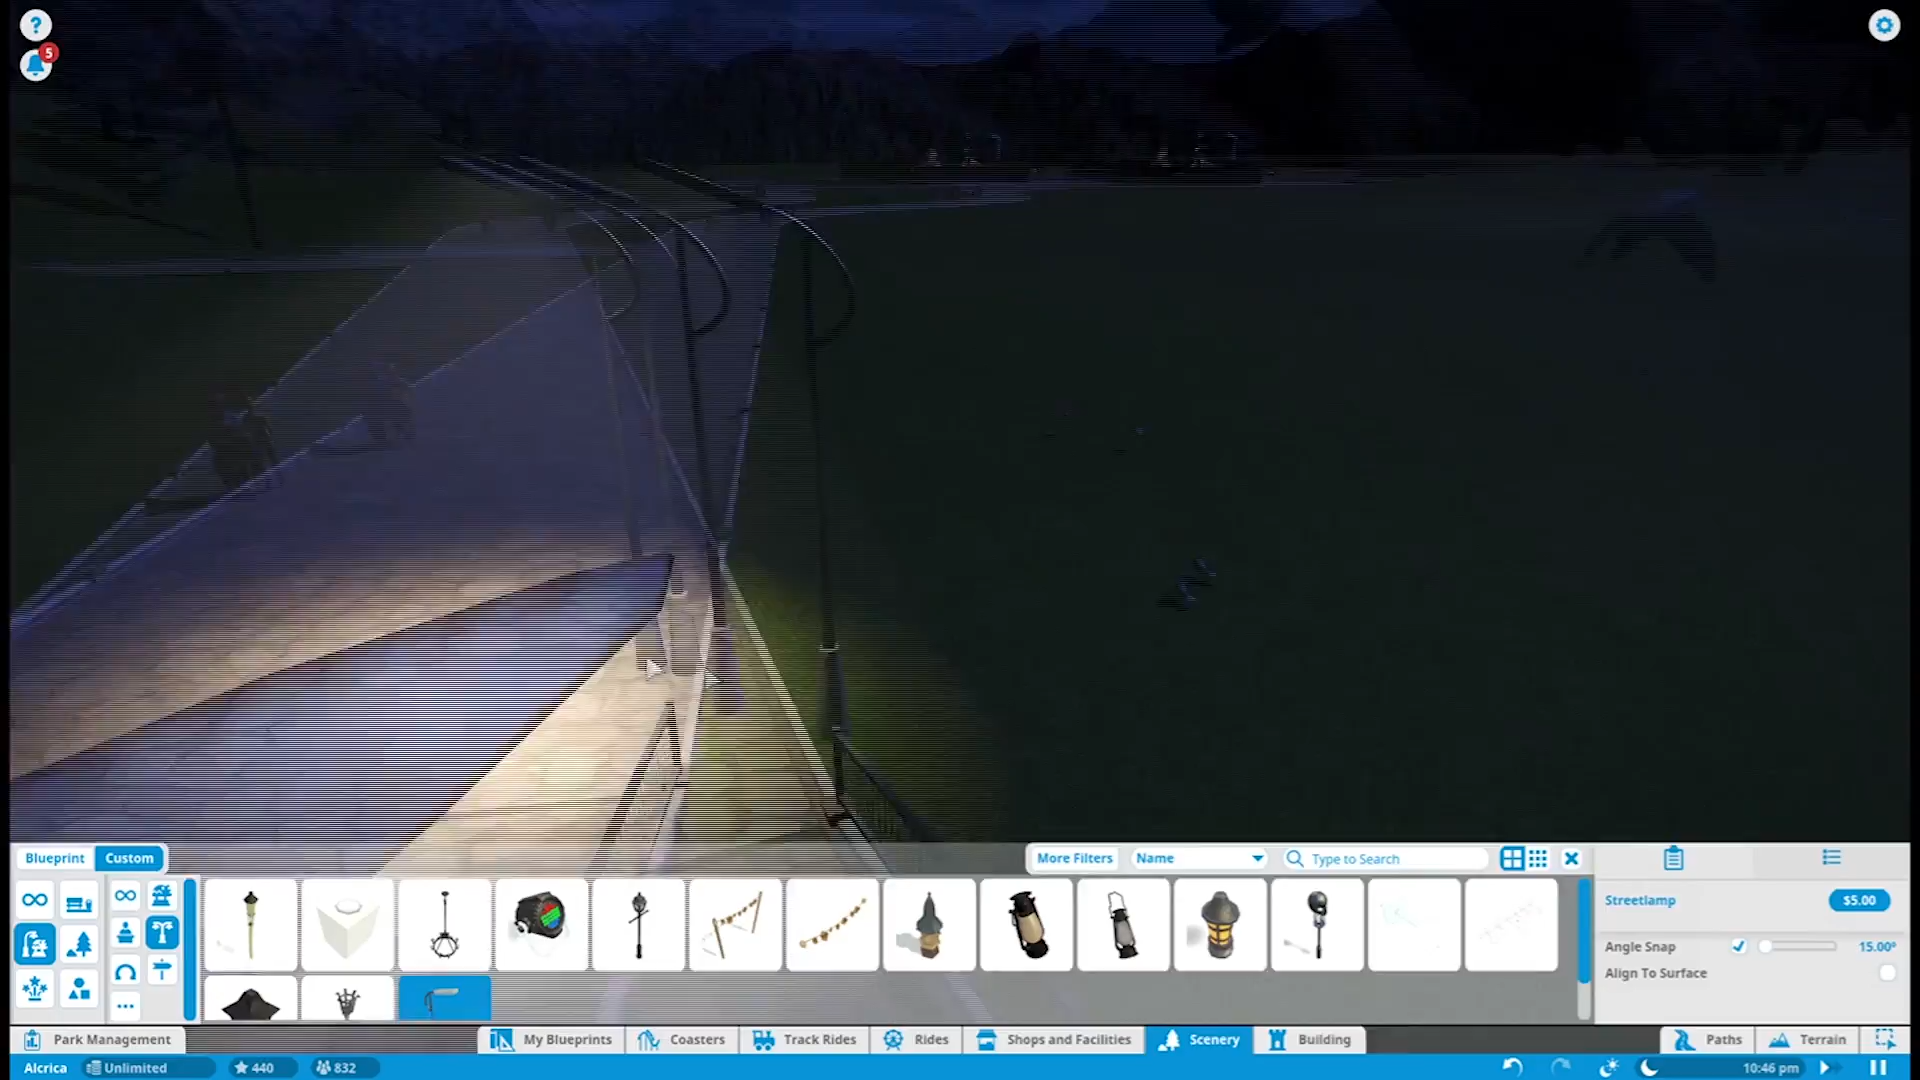 ?
5
Blueprint
Custom
More Filters
Name
Type to Search
Streetlamp
$5.00
Angle Snap
15.00°
Align To Surface
Park Management
My Blueprints
Coasters
Track Rides
Rides
Shops and Facilities
Scenery
Building
Paths
Terrain
Alcrica
Unlimited
440
832
10:46 pm